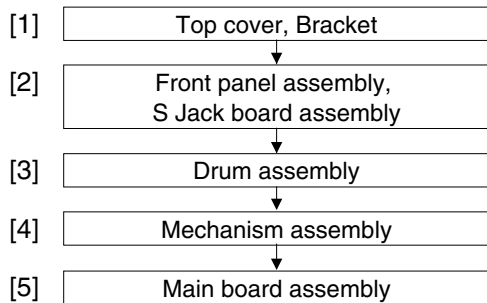 [1] Top cover, Bracket
[2] Front panel assembly,
S Jack board assembly
[3] Drum assembly
[4] Mechanism assembly
[5] Main board assembly